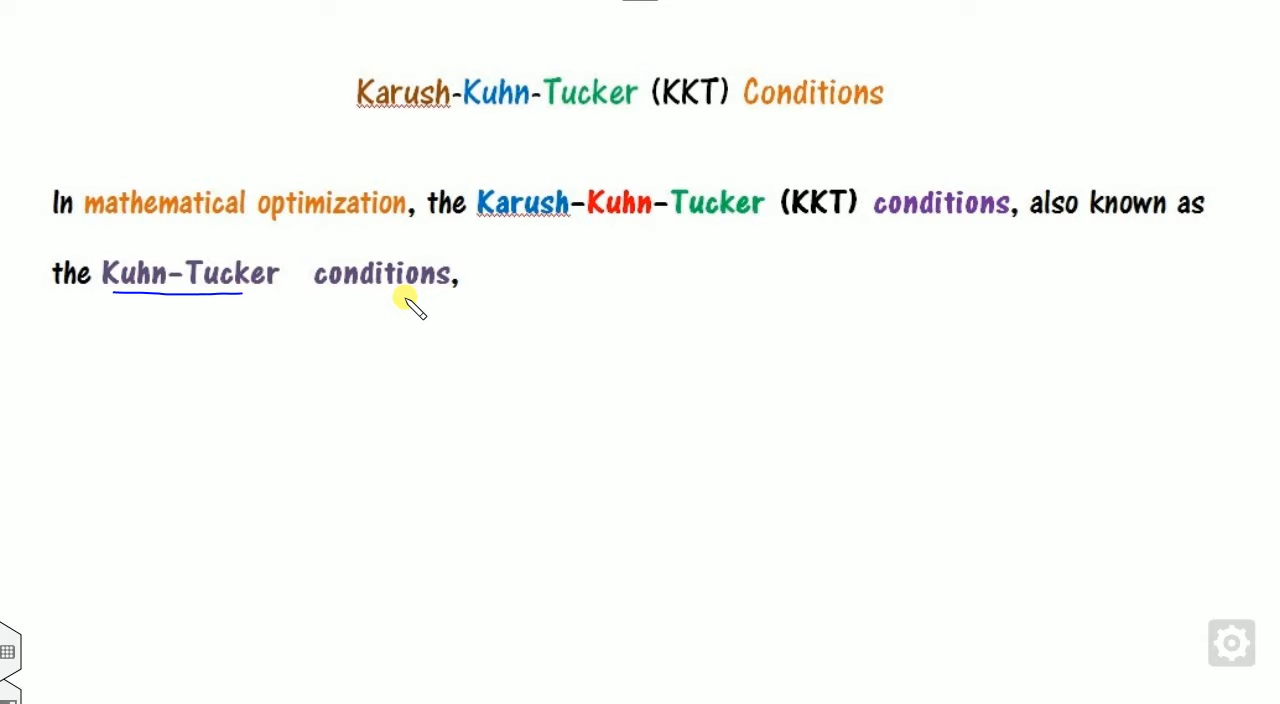 Karush-Kuhn-Tucker (KKT) Conditions
In mathematical optimization, the Karush-Kuhn-Tucker (KKT) conditions, also known as
the Kuhn-Tucker conditions,